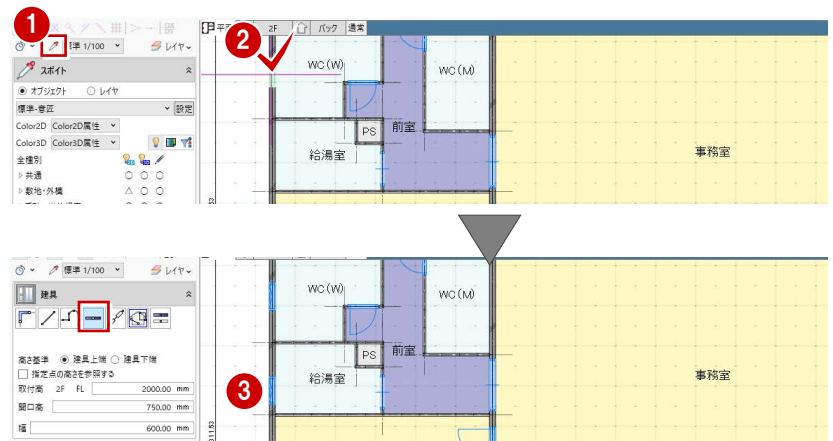 1
2
標準 1/100
レイヤ
2F
バック
通常
スポイト
オブジェクト
レイヤ
標準-意匠
設定
Color2D Color2D属性
Color3D Color3D属性
全種別
共通
敷地・外構
WC(W)
WC(M)
PS
前室
給湯室
事務室
標準 1/100
レイヤ
建具
高さ基準 建具上端 建具下端
指定点の高さを参照する
取付高 2F FL 2000.00 mm
開口高 750.00 mm
幅 600.00 mm
3
WC(W)
WC(M)
PS
前室
給湯室
事務室